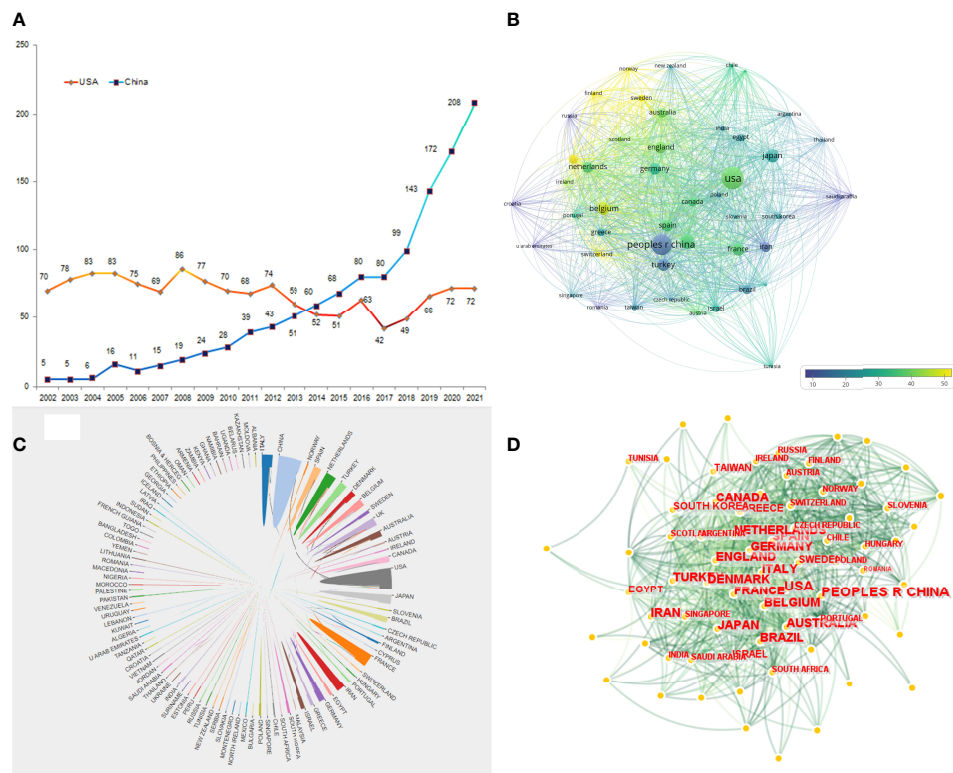 A
250
200
150
100
50
0
USA
China
70
78
83
83
75
69
86
77
70
68
74
60
68
80
80
99
143
172
208
5
5
6
16
11
15
19
24
28
39
43
51
52
51
63
42
49
66
72
72
2002 2003 2004 2005 2006 2007 2008 2009 2010 2011 2012 2013 2014 2015 2016 2017 2018 2019 2020 2021
B
norway
new zealand
chile
finland
sweden
russia
australia
argentina
india
egypt
thailand
scotland
england
japan
netherlands
germany
usa
ireland
poland
canada
saudi arabia
croatia
belgium
portugal
slovenia
south korea
spain
greece
peoples r china
france
iran
u arab emirates
switzerland
turkey
brazil
singapore
czech republic
romania
taiwan
israel
austria
tunisia
10
20
30
40
50
C
ITALY
CHINA
NORWAY
SPAIN
NETHERLANDS
TURKEY
DENMARK
BELGIUM
SWEDEN
UK
AUSTRALIA
AUSTRIA
IRELAND
CANADA
USA
JAPAN
SLOVENIA
BRAZIL
CZECH REPUBLIC
ARGENTINA
FINLAND
CYPRUS
FRANCE
SWITZERLAND
HUNGARY
PORTUGAL
IRAN
EGYPT
GERMANY
GREECE
ISRAEL
MALAYSIA
SOUTH KOREA
SOUTH AFRICA
CHILE
SINGAPORE
POLAND
BULGARIA
MEXICO
NORTH IRELAND
MONTENEGRO
SLOVAKIA
SERBIA
NEW ZEALAND
TUNISIA
RUSSIA
PERU
ESTONIA
SURINAME
INDIA
UKRAINE
THAILAND
JORDAN
SAUDI ARABIA
VIETNAM
CROATIA
QATAR
TANZANIA
U ARAB EMIRATES
ALGERIA
KUWAIT
LEBANON
URUGUAY
VENEZUELA
PAKISTAN
PALESTINE
MOROCCO
NIGERIA
MACEDONIA
ROMANIA
LITHUANIA
YEMEN
COLOMBIA
BANGLADESH
TOGO
FRENCH GUIANA
INDONESIA
SUDAN
IRAQ
LATVIA
ICELAND
GEORGIA
ETHIOPIA
PHILIPPINES
BOSNIA & HERCEG
OMAN
ARMENIA
ZAMBIA
KENYA
GHANA
NAMIBIA
BAHRAIN
UGANDA
BELARUS
KAZAKHSTAN
MOLDOVA
ALBANIA
D
TUNISIA
TAIWAN
IRELAND
RUSSIA
FINLAND
AUSTRIA
NORWAY
CANADA
SOUTH KOREA
GREECE
SWITZERLAND
SLOVENIA
SCOTLAND
ARGENTINA
NETHERLANDS
CZECH REPUBLIC
SPAIN
CHILE
GERMANY
HUNGARY
ENGLAND
SWEDEN
POLAND
ITALY
ROMANIA
TURKEY
DENMARK
EGYPT
FRANCE
USA
PEOPLES R CHINA
BELGIUM
IRAN
SINGAPORE
PORTUGAL
JAPAN
AUSTRALIA
BRAZIL
INDIA
SAUDI ARABIA
ISRAEL
SOUTH AFRICA